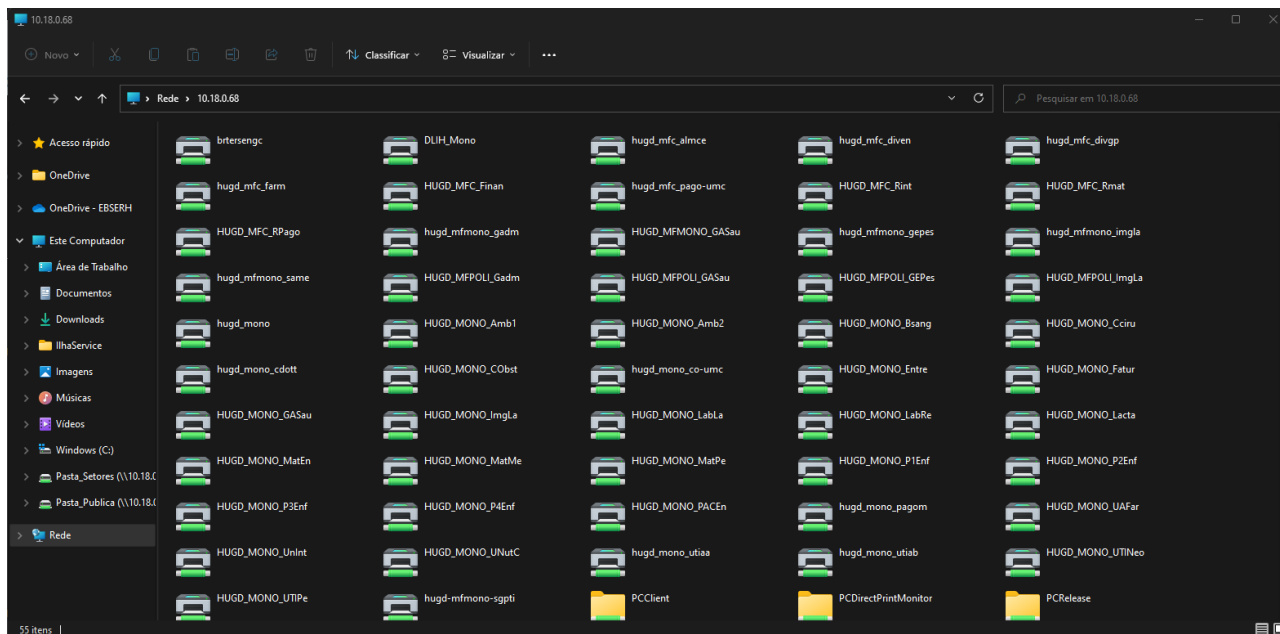 10.18.0.68
Novo
Classificar
Visualizar
Rede
10.18.0.68
Pesquisar em 10.18.0.68
Acesso rápido
OneDrive
OneDrive - EBSERH
Este Computador
Área de Trabalho
Documentos
Downloads
IlhaService
Imagens
Músicas
Vídeos
Windows (C:)
Pasta_Setores (\\10.18.(
Pasta_Publica (\\10.18.(
Rede
brtersengc DLIH_Mono hugd_mfc_almce hugd_mfc_diven hugd_mfc_divgp
hugd_mfc_farm HUGD_MFC_Finan hugd_mfc_pago-umc HUGD_MFC_Rint HUGD_MFC_Rmat
HUGD_MFC_RPago hugd_mfmono_gadm HUGD_MFMONO_GASau hugd_mfmono_gepes hugd_mfmono_imgla
hugd_mfmono_same HUGD_MFPOLI_Gadm HUGD_MFPOLI_GASau HUGD_MFPOLI_GEPes HUGD_MFPOLI_ImgLa
hugd_mono HUGD_MONO_Amb1 HUGD_MONO_Amb2 HUGD_MONO_Bsang HUGD_MONO_Cciru
hugd_mono_cdott HUGD_MONO_CObst hugd_mono_co-umc HUGD_MONO_Entre HUGD_MONO_Fatur
HUGD_MONO_GASau HUGD_MONO_ImgLa HUGD_MONO_LabLa HUGD_MONO_LabRe HUGD_MONO_Lacta
HUGD_MONO_MatEn HUGD_MONO_MatMe HUGD_MONO_MatPe HUGD_MONO_P1Enf HUGD_MONO_P2Enf
HUGD_MONO_P3Enf HUGD_MONO_P4Enf HUGD_MONO_PACEn hugd_mono_pagom HUGD_MONO_UAFar
HUGD_MONO_UnInt HUGD_MONO_UNutC hugd_mono_utiaa hugd_mono_utiab HUGD_MONO_UTINeo
HUGD_MONO_UTIPe hugd-mfmono-sgpti PCClient PCDirectPrintMonitor PCRelease
55 itens